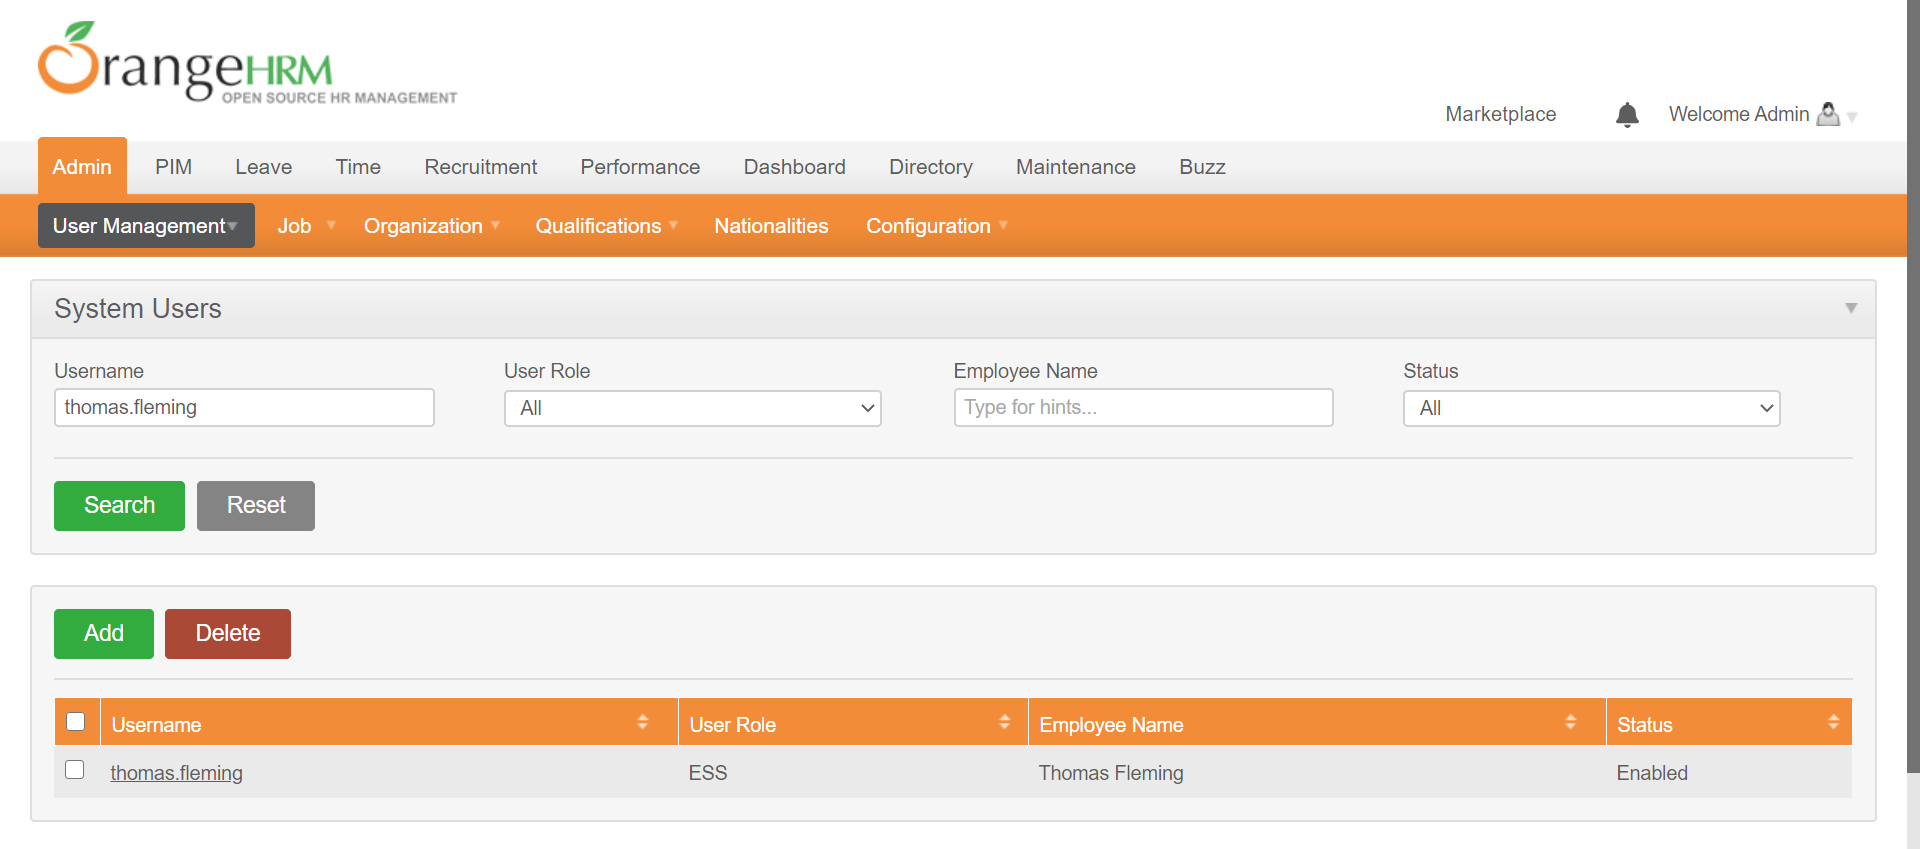 OrangeHRM
OPEN SOURCE HR MANAGEMENT
Marketplace Welcome Admin
Admin PIM Leave Time Recruitment Performance Dashboard Directory Maintenance Buzz
User Management Job Organization Qualifications Nationalities Configuration
System Users
Username User Role Employee Name Status
thomas.fleming All Type for hints... All
Search Reset
Add Delete
Username User Role Employee Name Status
thomas.fleming ESS Thomas Fleming Enabled